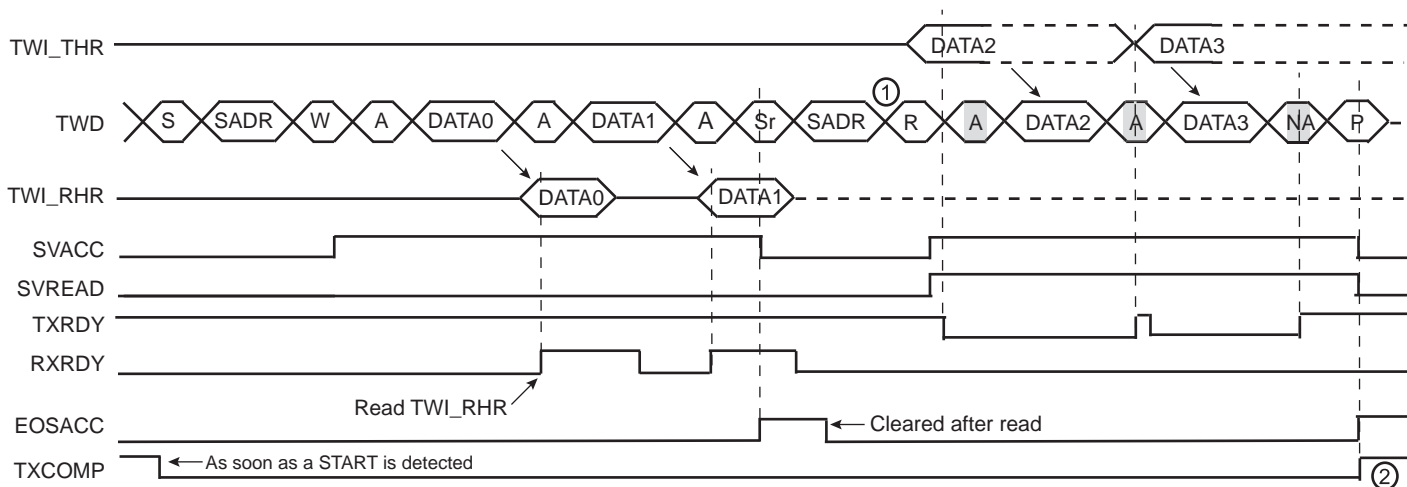 TWI_THR DATA2 DATA3
①
TWD S SADR W A DATA0 A DATA1 A Sr SADR R A DATA2 A DATA3 NA P
TWI_RHR DATA0 DATA1
SVACC
SVREAD
TXRDY
RXRDY
Read TWI_RHR
EOSACC Cleared after read
TXCOMP As soon as a START is detected ②